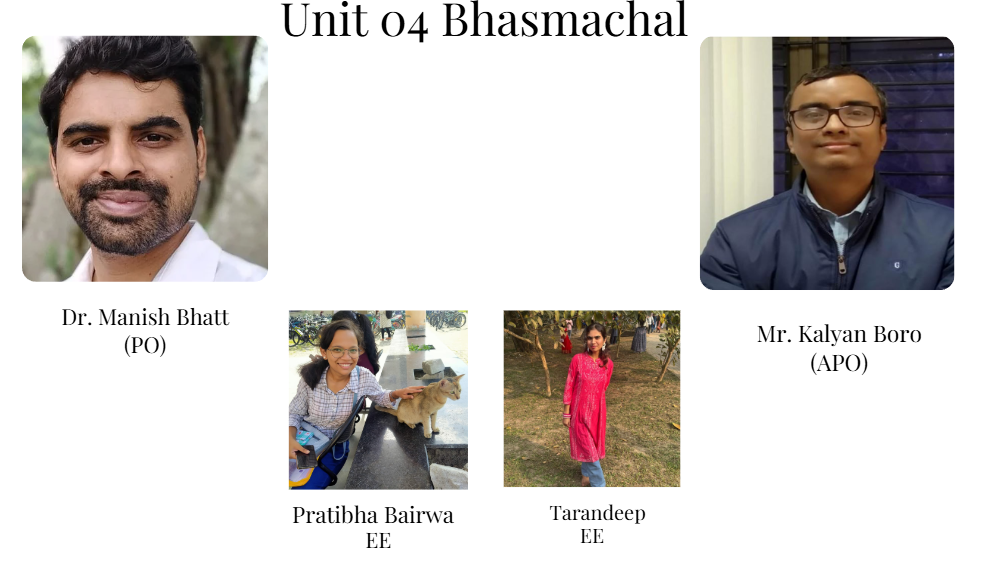 Unit 04 Bhasmachal
Dr. Manish Bhatt
(PO)
Mr. Kalyan Boro
(APO)
Pratibha Bairwa
EE
Tarandeep
EE